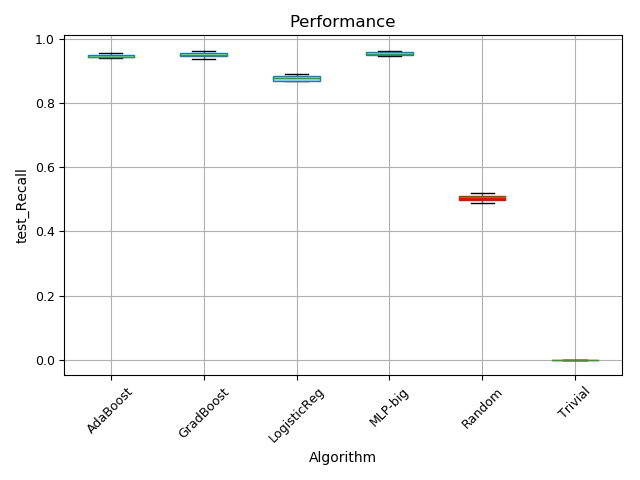 Performance
1.0
0.8
0.6
0.4
0.2
0.0
test_Recall
AdaBoost
GradBoost
LogisticReg
MLP-big
Random
Trivial
Algorithm